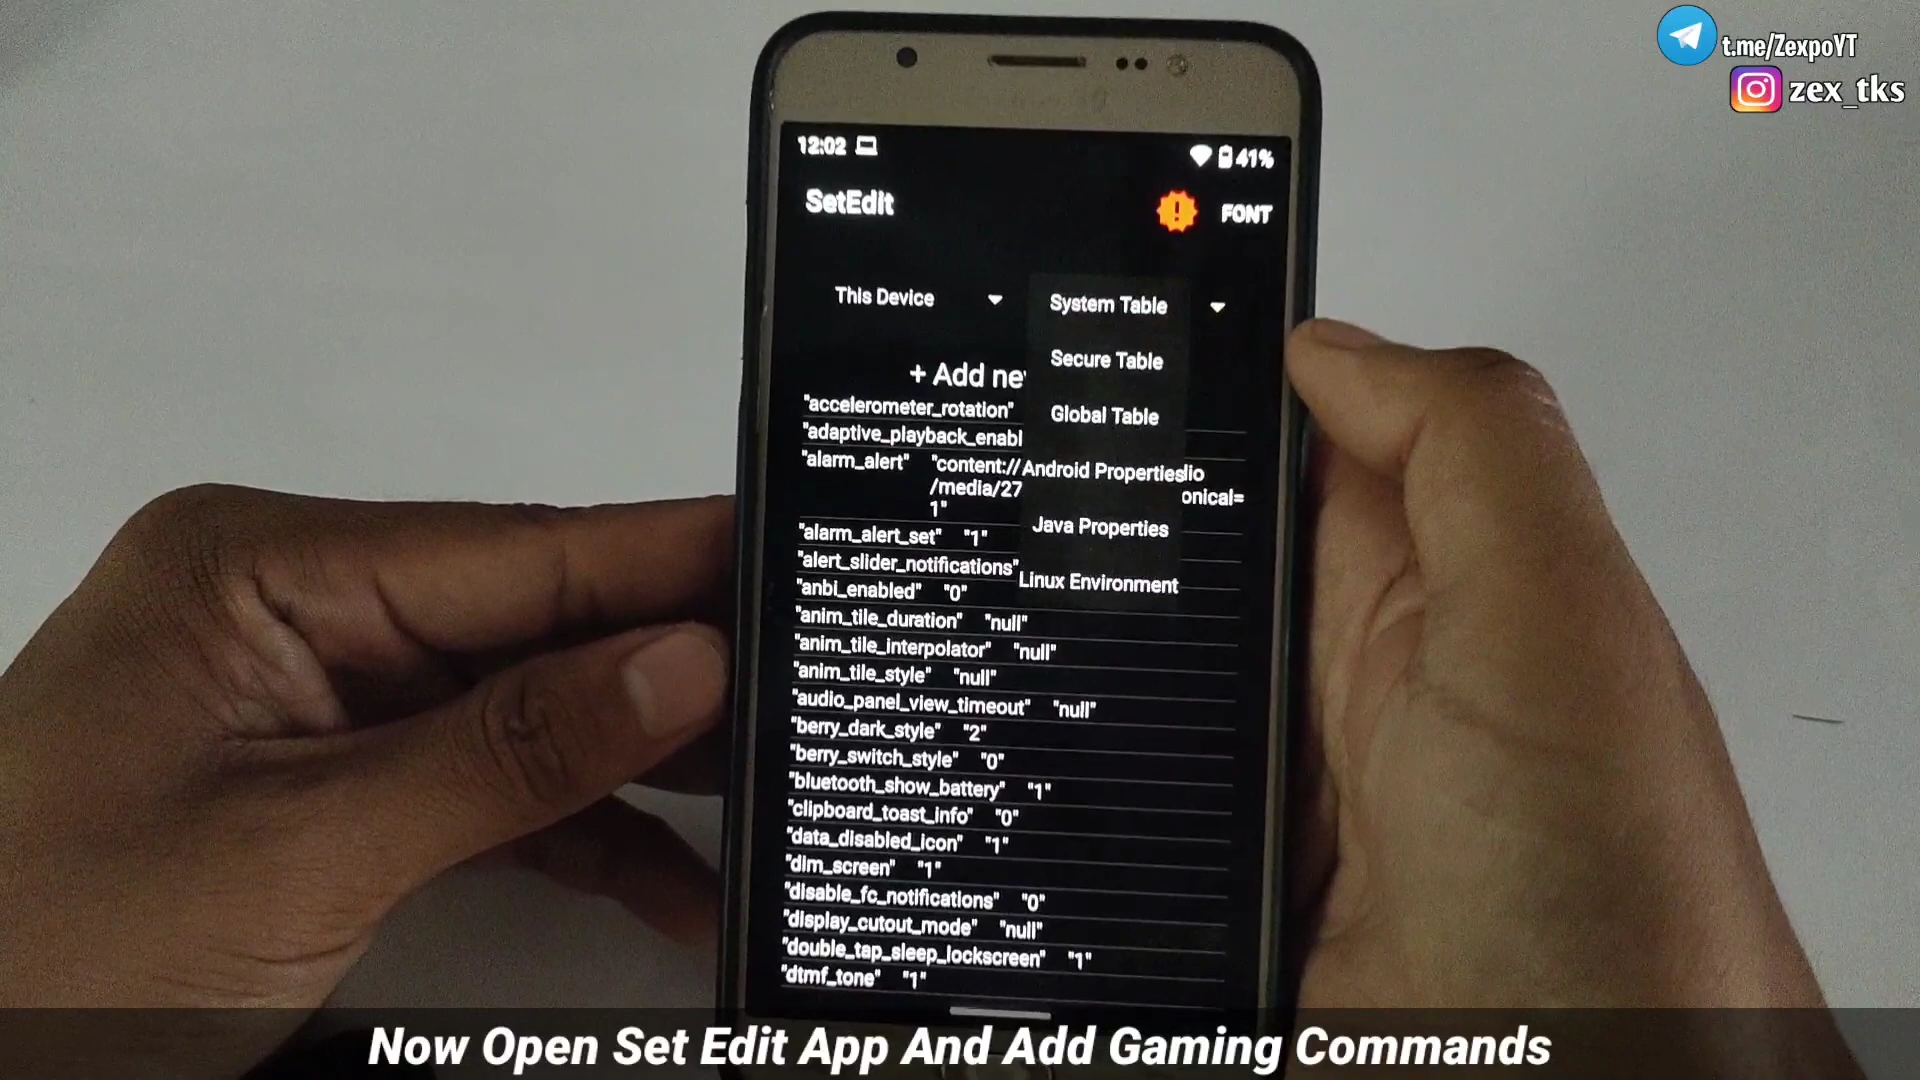 t.me/ZexpoYT
zex_tks
12:02
41%
SetEdit
FONT
This Device
System Table
Secure Table
Global Table
Android Properties
Java Properties
Linux Environment
+ Add ne
"accelerometer_rotation"
"adaptive_playback_enabl
"alarm_alert" "content://
/media/27 onical=
1"
"alarm_alert_set" "1"
"alert_slider_notifications"
"anbi_enabled" "0"
"anim_tile_duration" "null"
"anim_tile_interpolator" "null"
"anim_tile_style" "null"
"audio_panel_view_timeout" "null"
"berry_dark_style" "2"
"berry_switch_style" "0"
"bluetooth_show_battery" "1"
"clipboard_toast_info" "0"
"data_disabled_icon" "1"
"dim_screen" "1"
"disable_fc_notifications" "0"
"display_cutout_mode" "null"
"double_tap_sleep_lockscreen" "1"
"dtmf_tone" "1"
Now Open Set Edit App And Add Gaming Commands